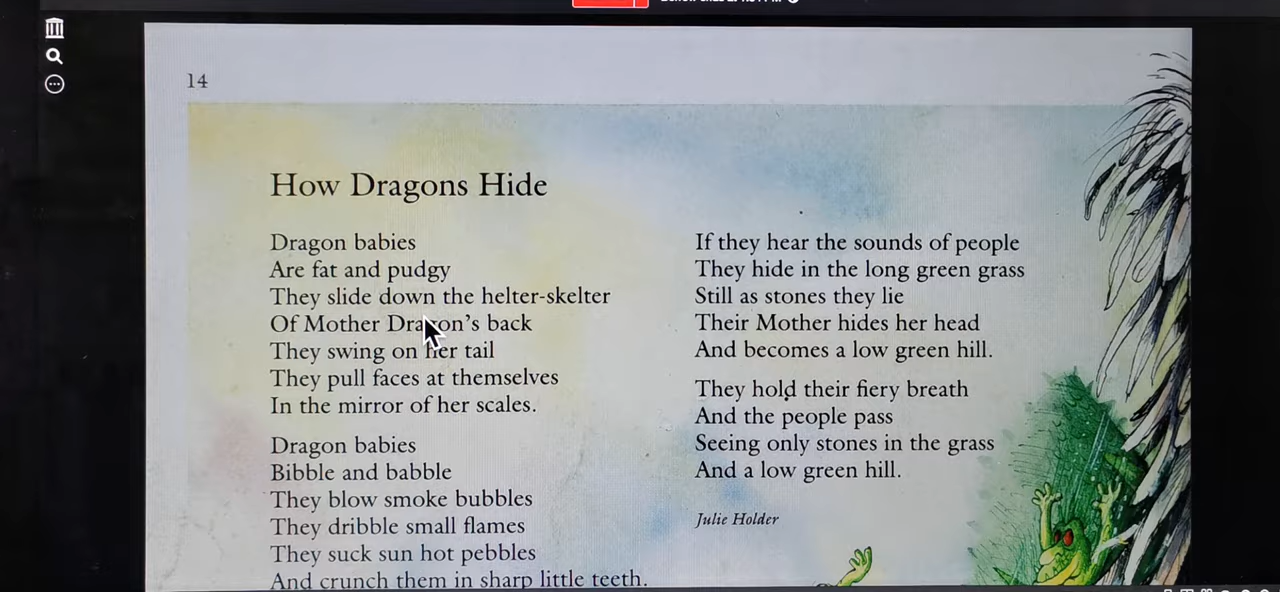 14
How Dragons Hide
Dragon babies
Are fat and pudgy
They slide down the helter-skelter
Of Mother Dragon's back
They swing on her tail
They pull faces at themselves
In the mirror of her scales.
Dragon babies
Bibble and babble
They blow smoke bubbles
They dribble small flames
They suck sun hot pebbles
And crunch them in sharp little teeth.
If they hear the sounds of people
They hide in the long green grass
Still as stones they lie
Their Mother hides her head
And becomes a low green hill.
They hold their fiery breath
And the people pass
Seeing only stones in the grass
And a low green hill.
Julie Holder